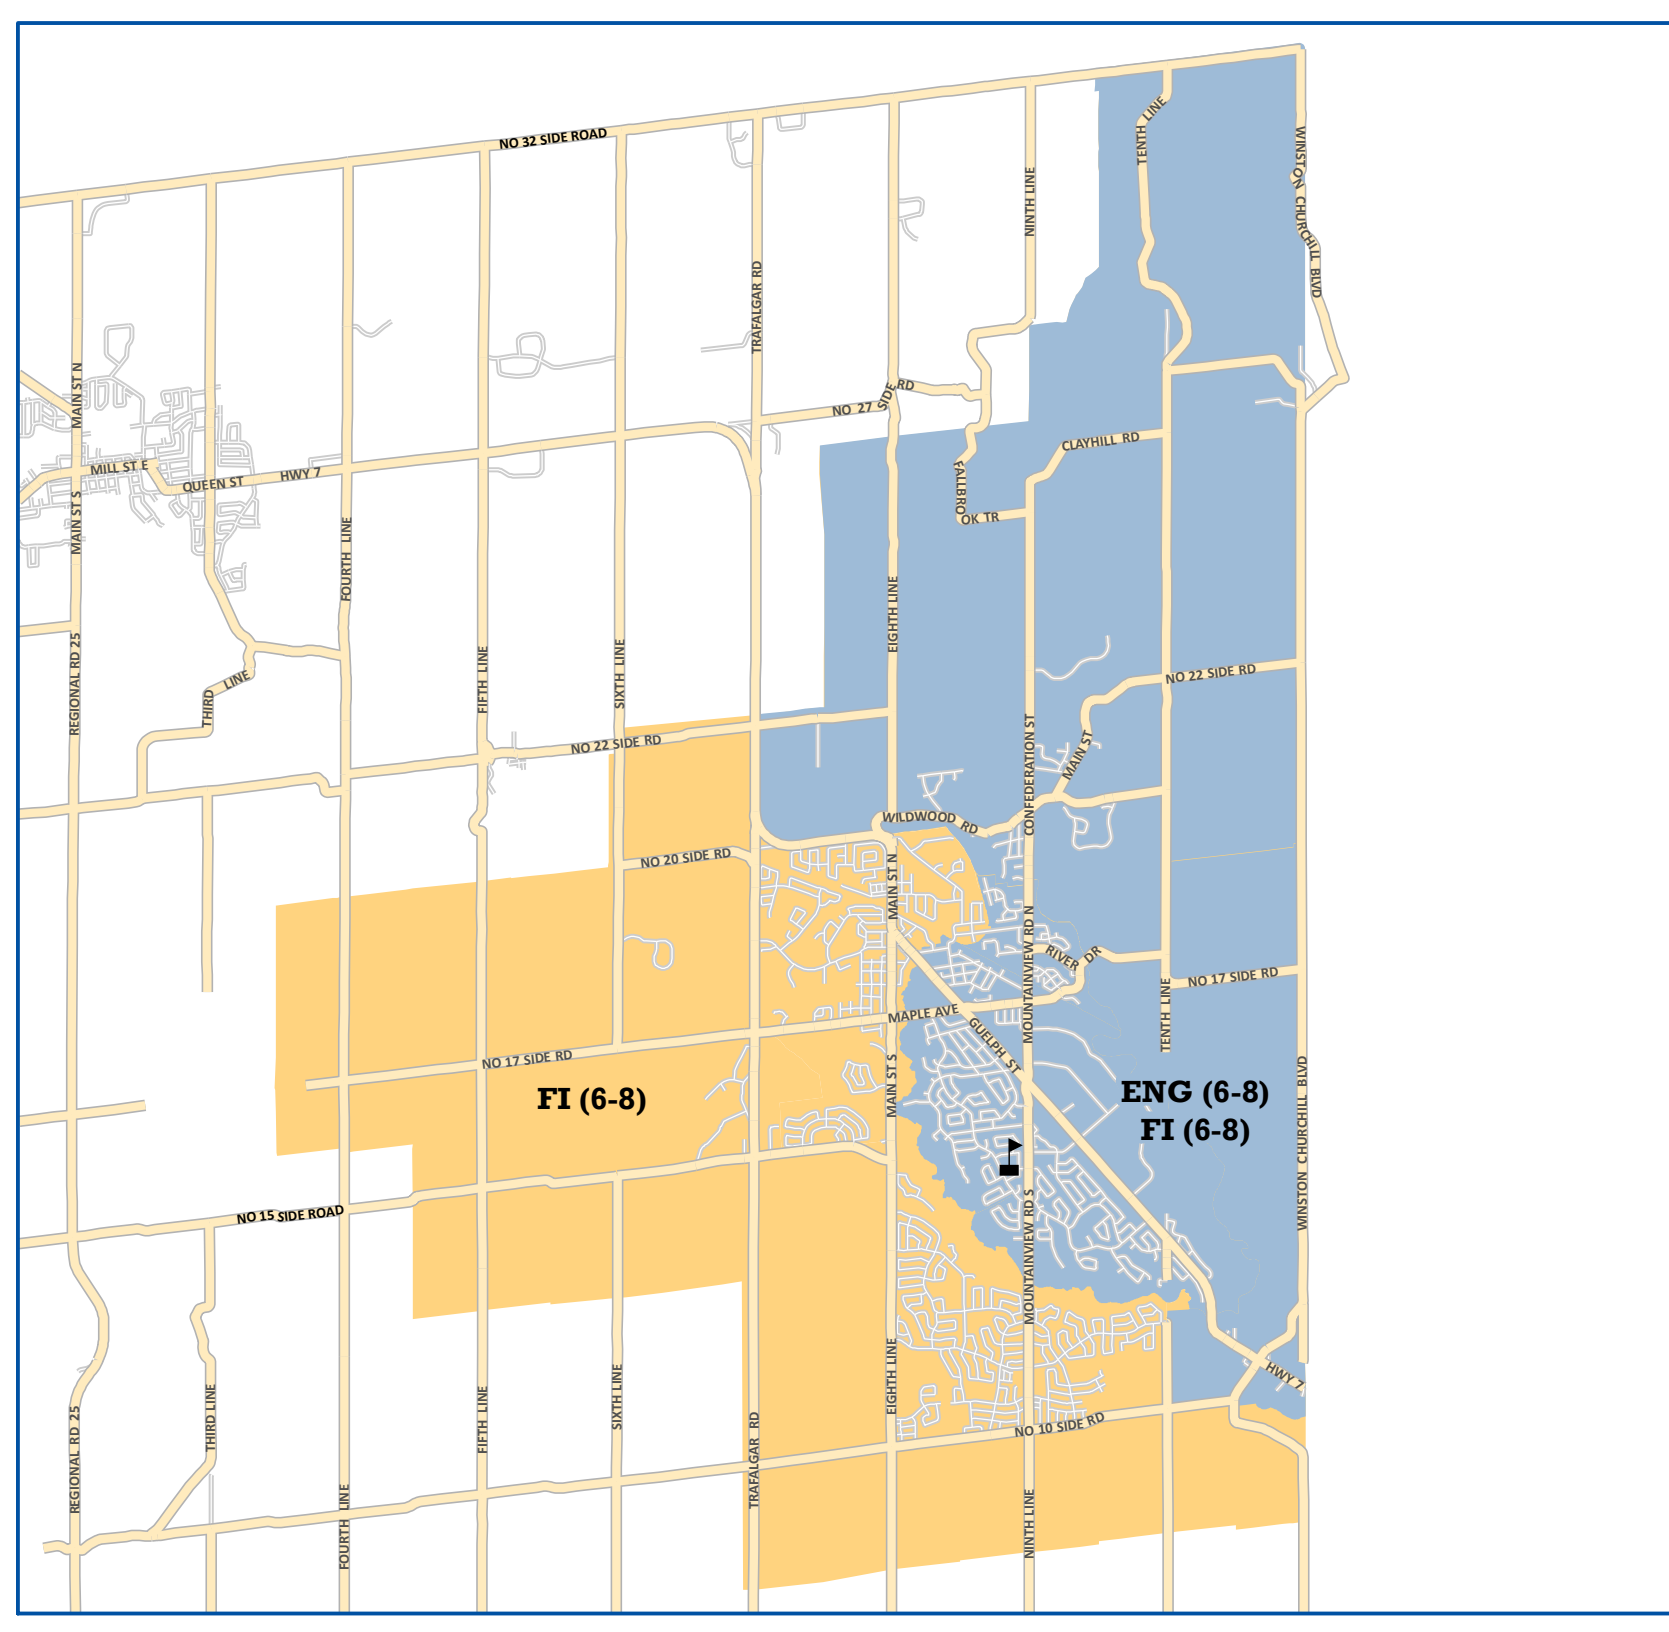 NO 32 SIDE ROAD
TENTH LINE
WINSTON CHURCHILL BLVD
NINTH LINE
TRAFALGAR RD
MAIN ST N
NO 27 SIDE RD
CLAYHILL RD
MILL ST E
QUEEN ST
HWY 7
FALLBROOK TR
MAIN ST S
FOURTH LINE
EIGHTH LINE
REGIONAL RD 25
THIRD LINE
FIFTH LINE
SIXTH LINE
NO 22 SIDE RD
NO 22 SIDE RD
CONFEDERATION ST
MAIN ST
WILDWOOD RD
NO 20 SIDE RD
MAIN ST N
MOUNTAINVIEW RD N
RIVER DR
NO 17 SIDE RD
TENTH LINE
MAPLE AVE
GUELPH ST
NO 17 SIDE RD
MAIN ST S
FI (6-8)
ENG (6-8)
FI (6-8)
WINSTON CHURCHILL BLVD
NO 15 SIDE ROAD
MOUNTAINVIEW RD S
EIGHTH LINE
HWY 7
SIXTH LINE
THIRD LINE
FIFTH LINE
REGIONAL RD 25
TRAFALGAR RD
NO 10 SIDE RD
FOURTH LINE
NINTH LINE